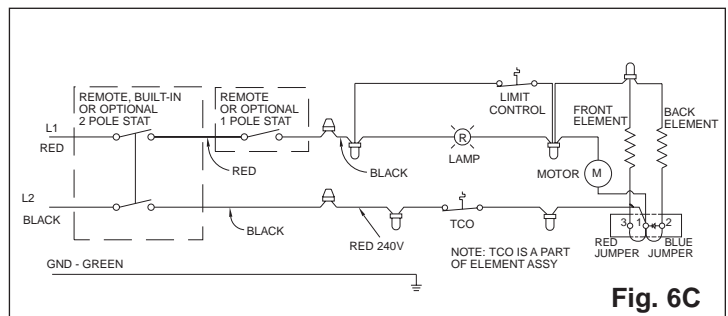 REMOTE, BUILT-IN
OR OPTIONAL
2 POLE STAT
REMOTE
OR OPTIONAL
1 POLE STAT
LIMIT
CONTROL
FRONT
ELEMENT
BACK
ELEMENT
L1
RED
RED
BLACK
R
LAMP
MOTOR
M
L2
BLACK
BLACK
RED 240V
TCO
3
1
2
RED
JUMPER
BLUE
JUMPER
NOTE: TCO IS A PART
OF ELEMENT ASSY
GND - GREEN
Fig. 6C